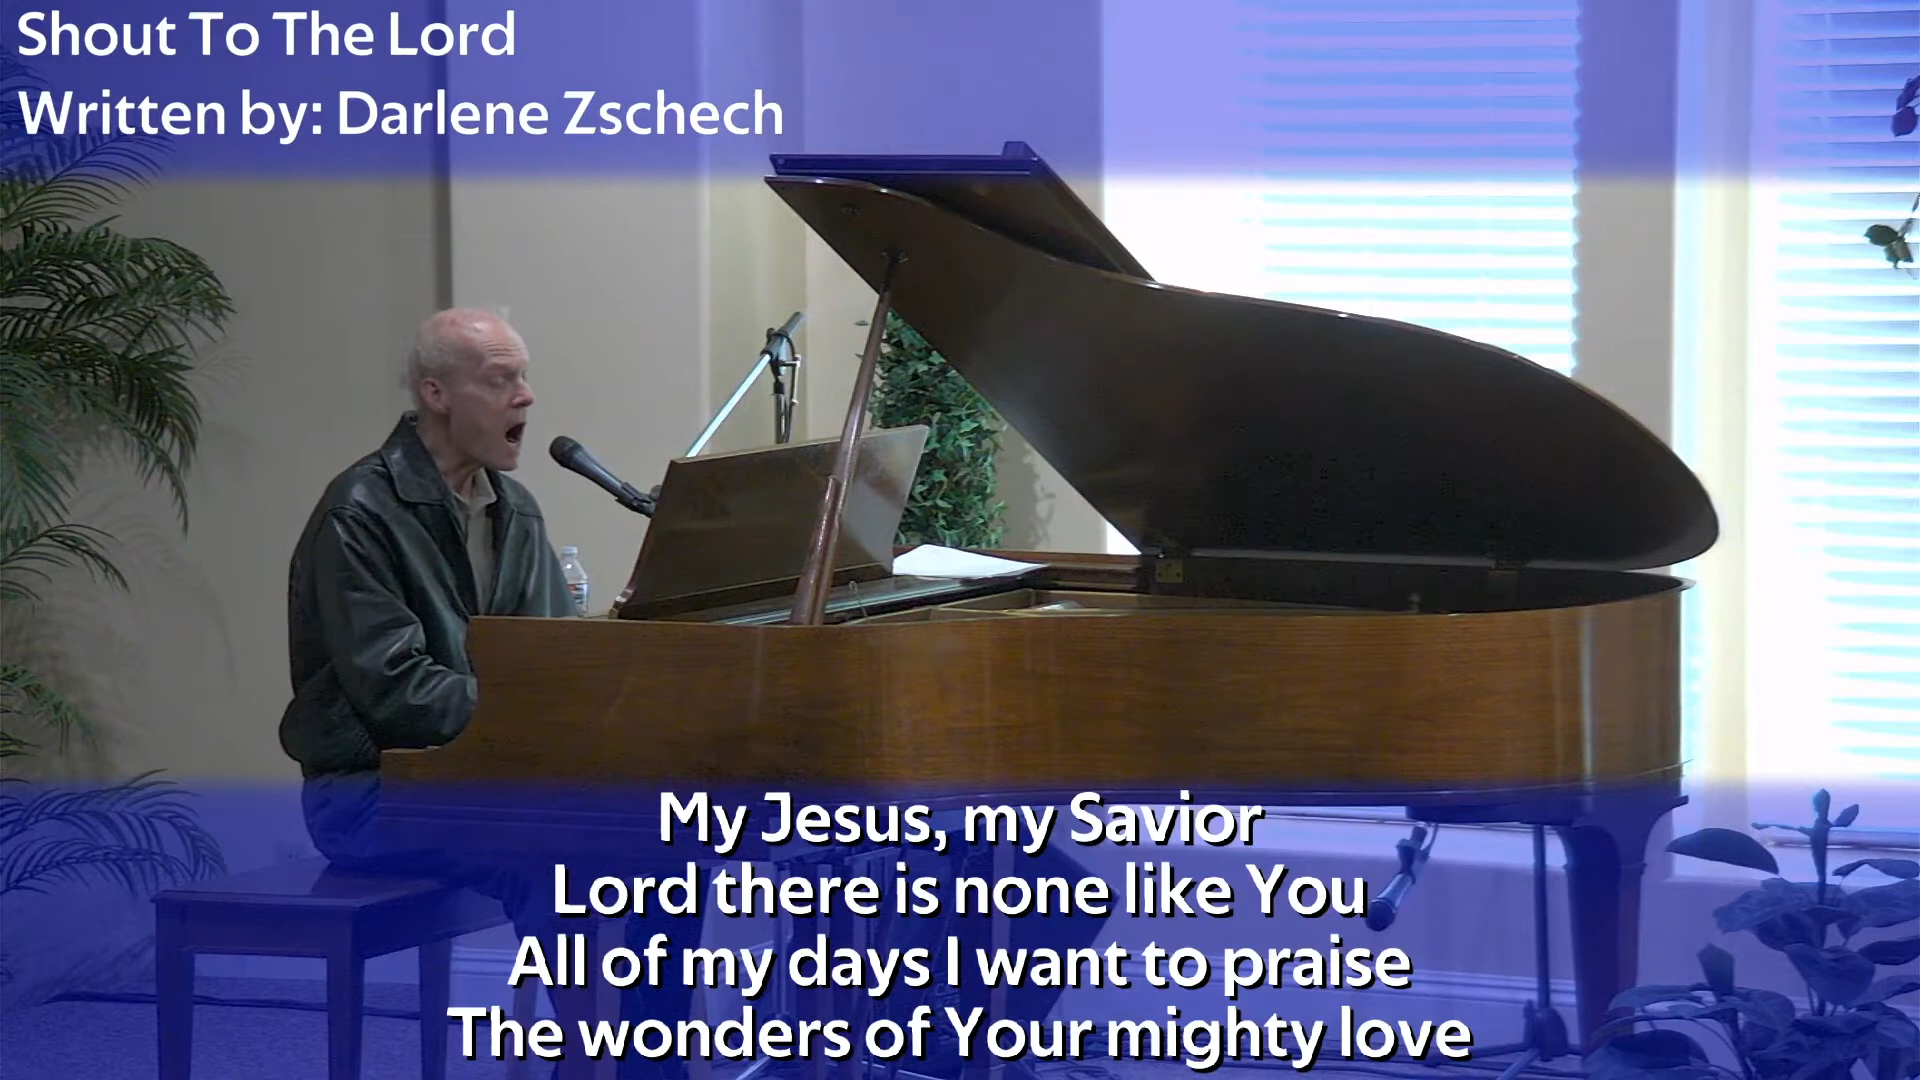 Shout To The Lord
Written by: Darlene Zschech
My Jesus, my Savior
Lord there is none like You
All of my days I want to praise
The wonders of Your mighty love